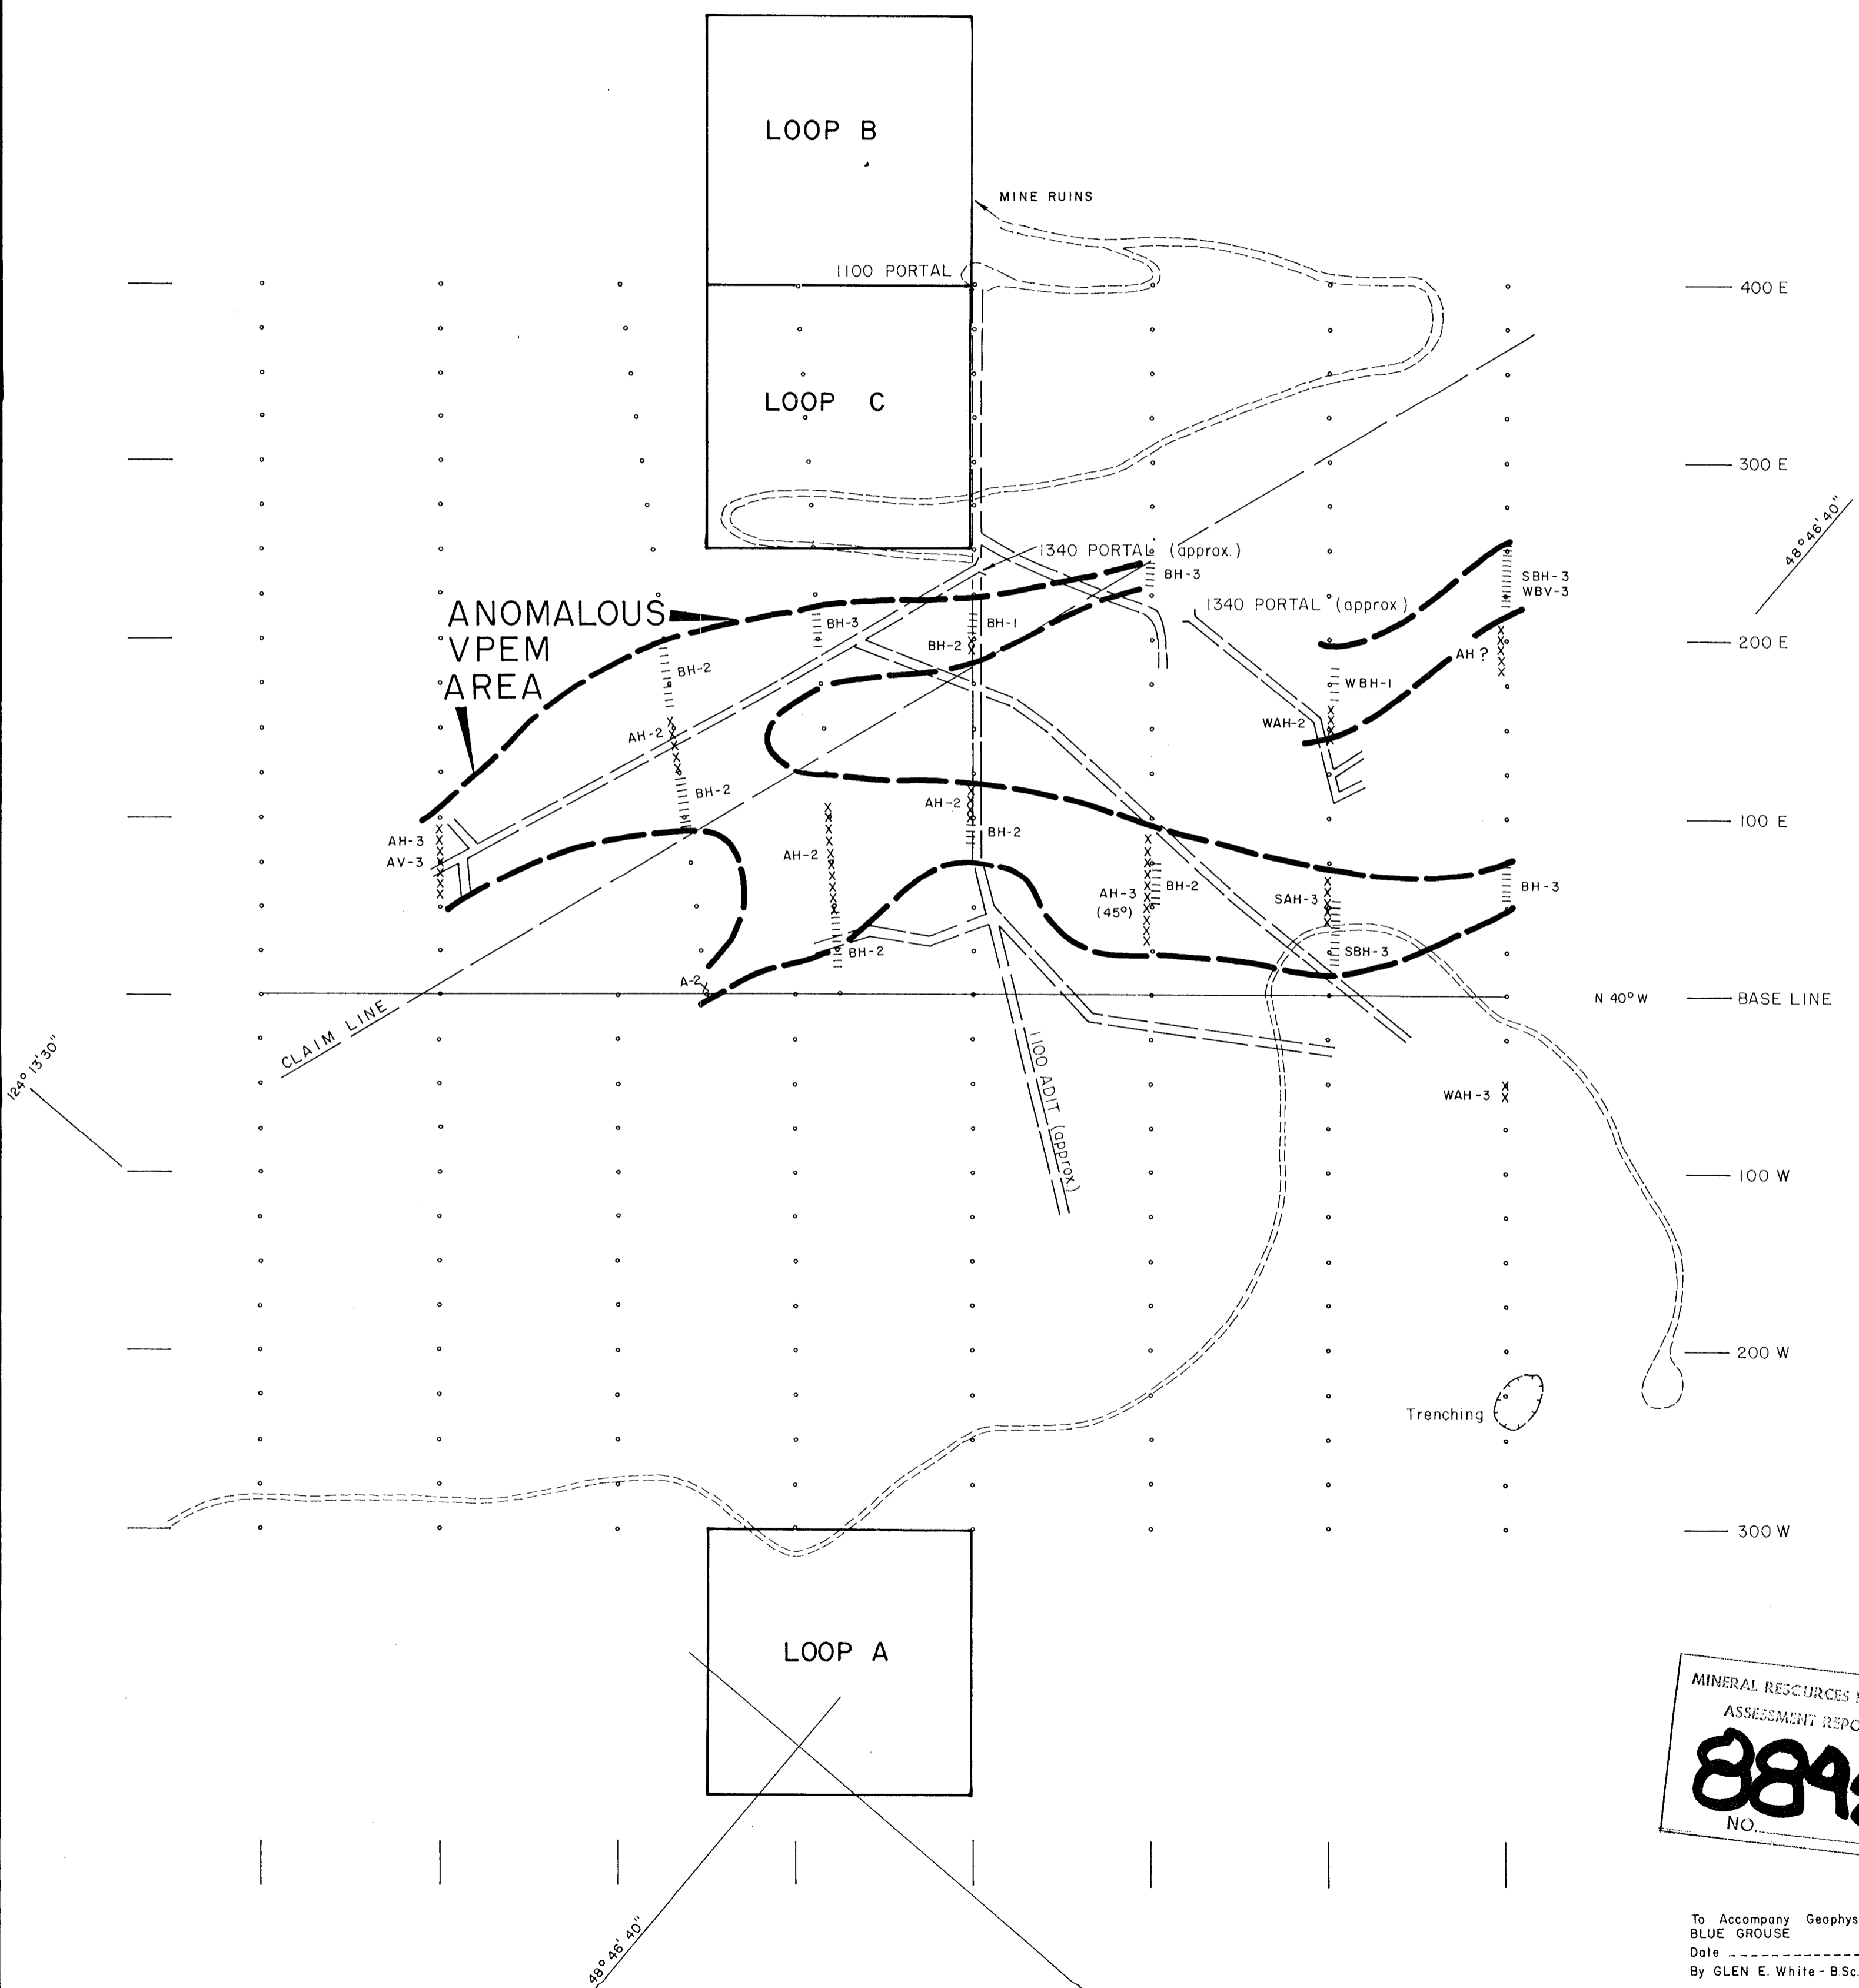 LOOP B
MINE RUINS
1100 PORTAL
400 E
LOOP C
300 E
48° 46' 40"
1340 PORTAL (approx.)
BH-3
SBH-3
WBV-3
ANOMALOUS
VPEM
AREA
1340 PORTAL (approx.)
BH-3
BH-1
BH-2
200 E
AH ?
BH-2
WBH-1
WAH-2
AH-2
BH-2
AH-2
100 E
BH-2
AH-3
AV-3
AH-2
BH-2
AH-3
(45°)
SAH-3
BH-3
BH-2
SBH-3
A-2
N 40° W
BASE LINE
CLAIM LINE
124° 13' 30"
1100 ADIT (approx.)
WAH-3
100 W
200 W
Trenching
300 W
LOOP A
MINERAL RESOURCES
ASSESSMENT
NO.
48° 46' 40"
To Accompany
BLUE GROUSE
Date
By GLEN E. White - B.Sc.